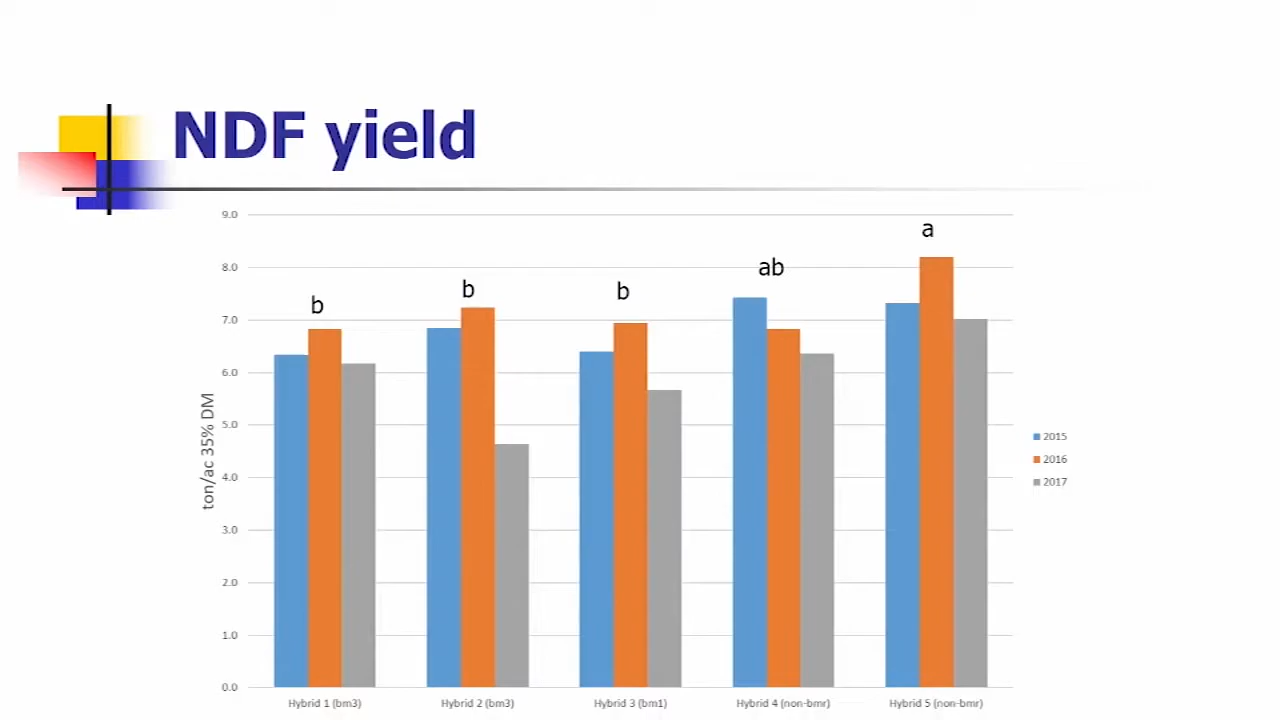 NDF yield
9.0
8.0
7.0
6.0
5.0
4.0
3.0
2.0
1.0
0.0
ton/ac 35% DM
b
b
b
ab
a
2015
2016
2017
Hybrid 1 (bm3)
Hybrid 2 (bm3)
Hybrid 3 (bm1)
Hybrid 4 (non-bmr)
Hybrid 5 (non-bmr)